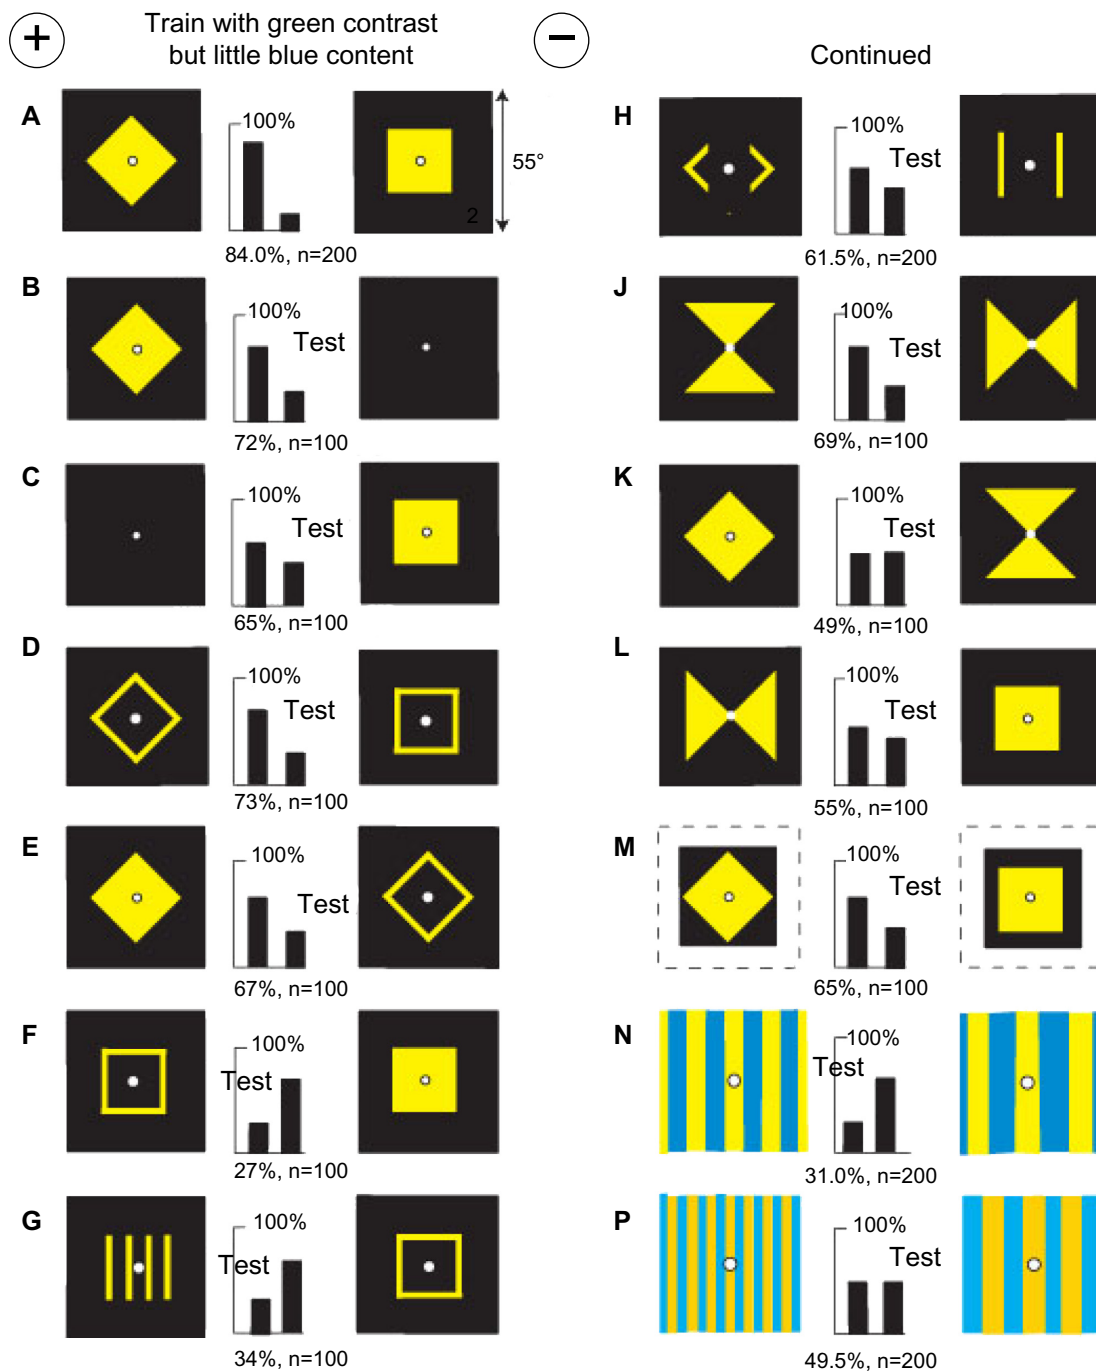 +
Train with green contrast
but little blue content
−
Continued
A
100%
2
55°
84.0%, n=200
B
100%
Test
72%, n=100
C
100%
Test
65%, n=100
D
100%
Test
73%, n=100
E
100%
Test
67%, n=100
F
100%
Test
27%, n=100
G
100%
Test
34%, n=100
H
100%
Test
61.5%, n=200
J
100%
Test
69%, n=100
K
100%
Test
49%, n=100
L
100%
Test
55%, n=100
M
100%
Test
65%, n=100
N
100%
Test
31.0%, n=200
P
100%
Test
49.5%, n=200